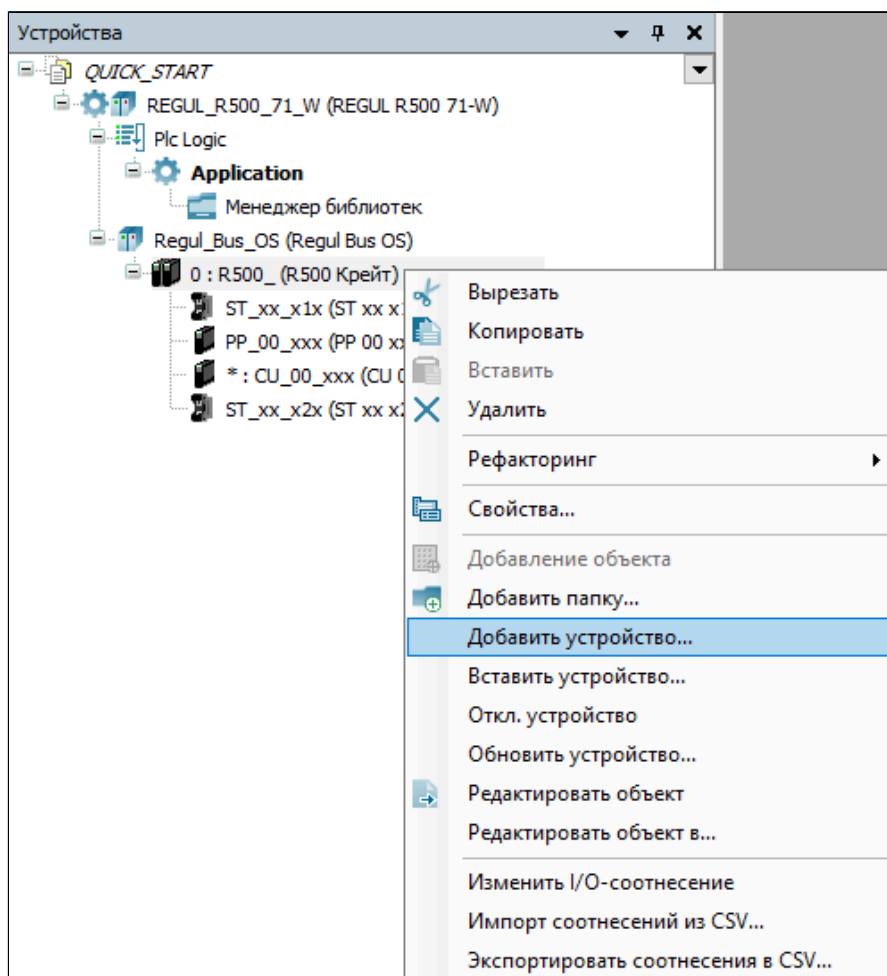 Устройства
QUICK_START
REGUL_R500_71_W (REGUL R500 71-W)
Plc Logic
Application
Менеджер библиотек
Regul_Bus_OS (Regul Bus OS)
0 : R500_ (R500 Крейт)
ST_xx_x1x (ST xx x
PP_00_xxx (PP 00 xx
* : CU_00_xxx (CU 0
ST_xx_x2x (ST xx x
Вырезать
Копировать
Вставить
Удалить
Рефакторинг
Свойства...
Добавление объекта
Добавить папку...
Добавить устройство...
Вставить устройство...
Откл. устройство
Обновить устройство...
Редактировать объект
Редактировать объект в...
Изменить I/O-соотнесение
Импорт соотнесений из CSV...
Экспортировать соотнесения в CSV...